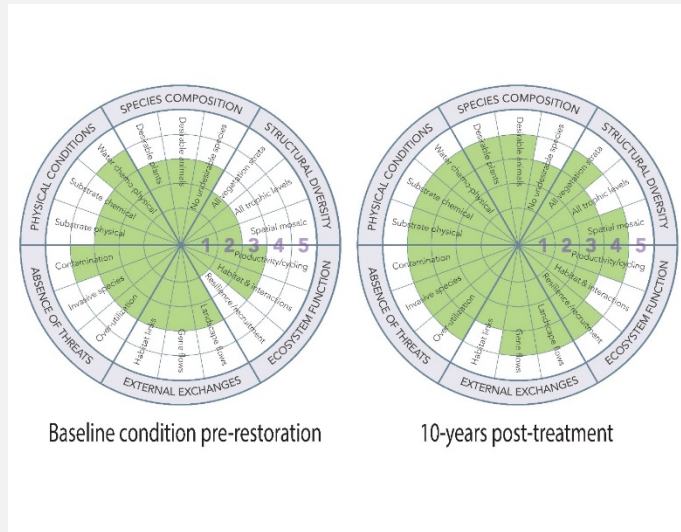 SPECIES COMPOSITION
STRUCTURAL DIVERSITY
ECOSYSTEM FUNCTION
EXTERNAL EXCHANGES
ABSENCE OF THREATS
PHYSICAL CONDITIONS
Desirable plants
Desirable animals
No undesirable species
All vegetation strata
All trophic levels
Spatial mosaic
Productivity/cycling
Habitat & interactions
Resilience/recruitment
Landscape flows
Gene flows
Habitat links
Over-utilization
Invasive species
Contamination
Substrate physical
Substrate chemical
Water chemo-physical
1 2 3 4 5
Baseline condition pre-restoration
SPECIES COMPOSITION
STRUCTURAL DIVERSITY
ECOSYSTEM FUNCTION
EXTERNAL EXCHANGES
ABSENCE OF THREATS
PHYSICAL CONDITIONS
Desirable plants
Desirable animals
No undesirable species
All vegetation strata
All trophic levels
Spatial mosaic
Productivity/cycling
Habitat & interactions
Resilience/recruitment
Landscape flows
Gene flows
Habitat links
Over-utilization
Invasive species
Contamination
Substrate physical
Substrate chemical
Water chemo-physical
1 2 3 4 5
10-years post-treatment